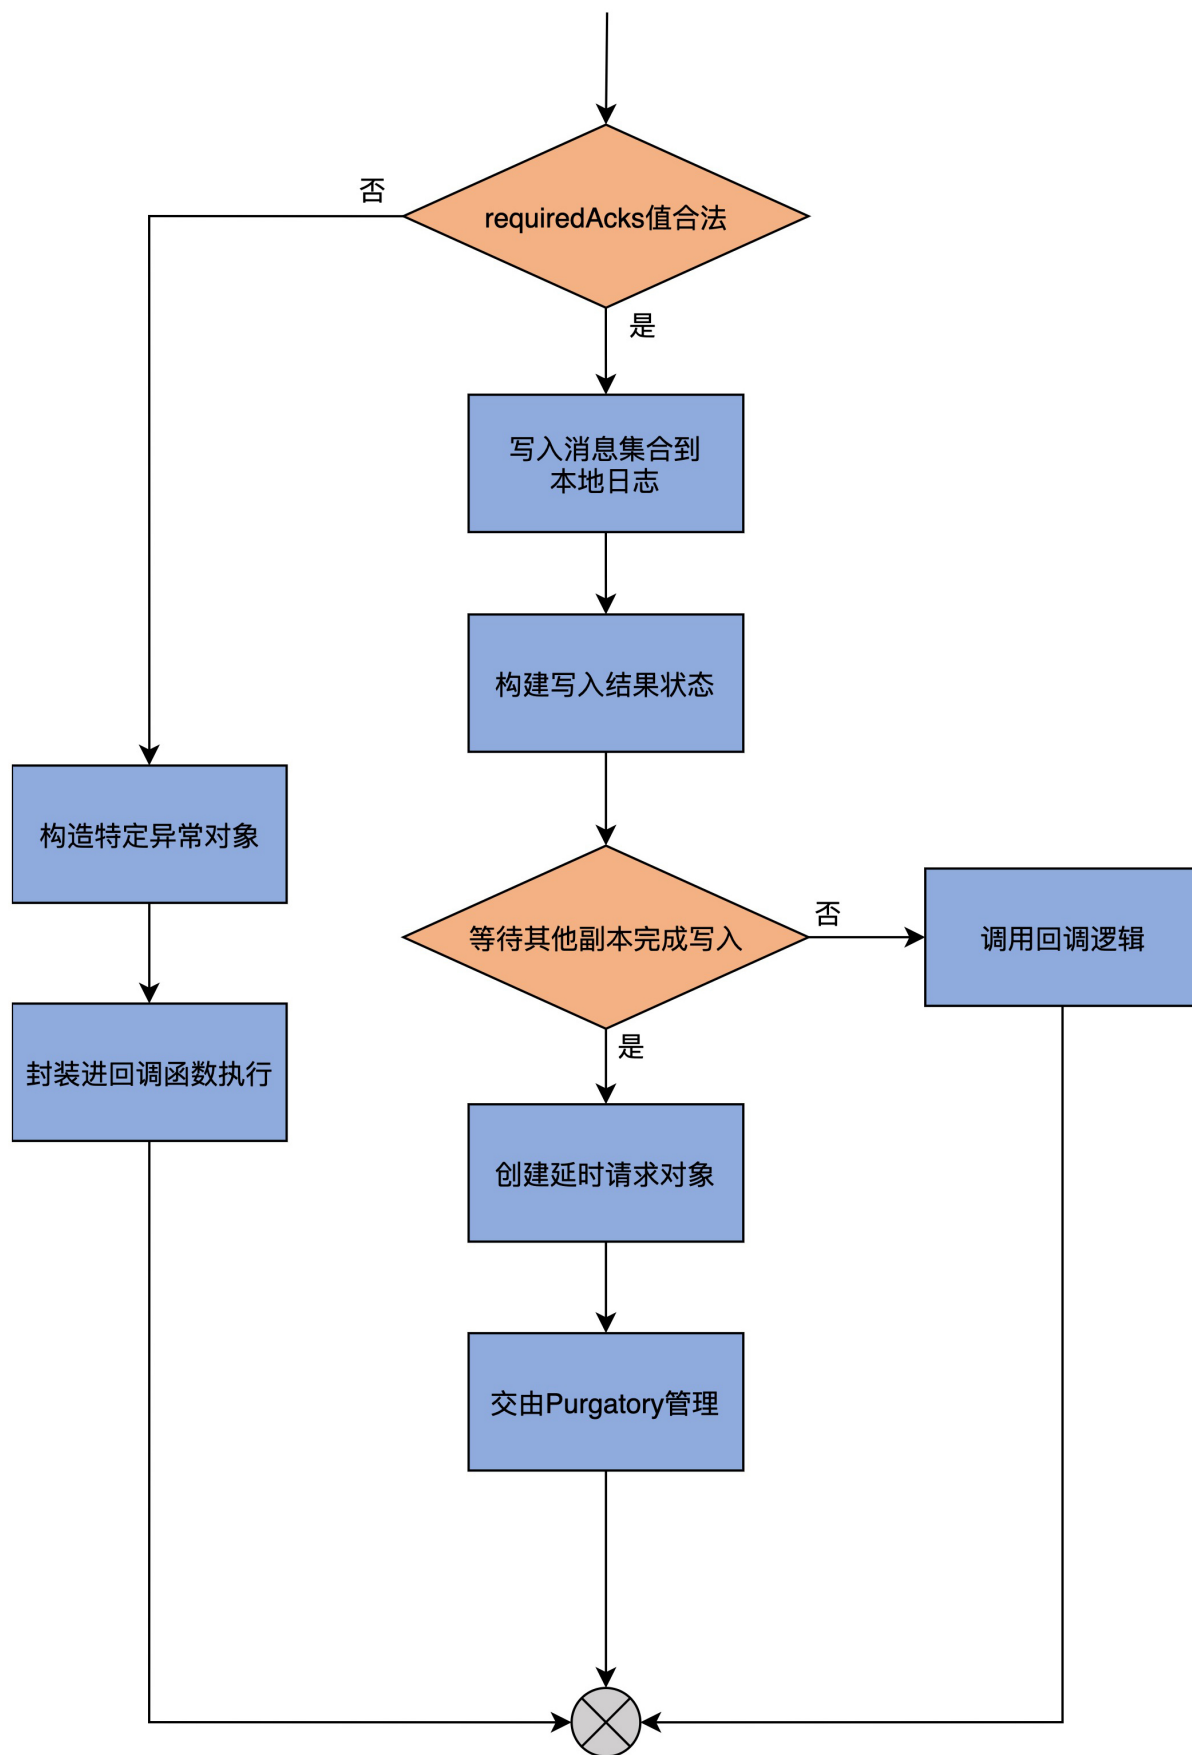 否
requiredAcks值合法
是
写入消息集合到
本地日志
构建写入结果状态
构造特定异常对象
等待其他副本完成写入
否
调用回调逻辑
是
封装进回调函数执行
创建延时请求对象
交由Purgatory管理